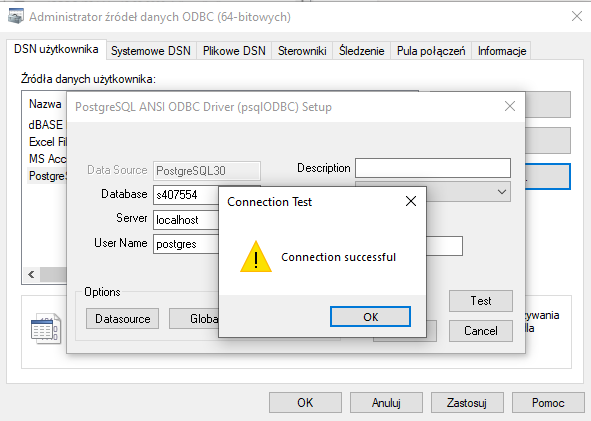 Administrator źródeł danych ODBC (64-bitowych)
DSN użytkownika Systemowe DSN Plikowe DSN Sterowniki Śledzenie Pula połączeń Informacje
Źródła danych użytkownika:
Nazwa
dBASE
Excel Fil
MS Acc
PostgreS
PostgreSQL ANSI ODBC Driver (psqlODBC) Setup
Data Source PostgreSQL30 Description
Database s407554
Server localhost
User Name postgres
Options
Datasource Globa
Test
Cancel
Connection Test
Connection successful
OK
ywania
dla
OK Anuluj Zastosuj Pomoc